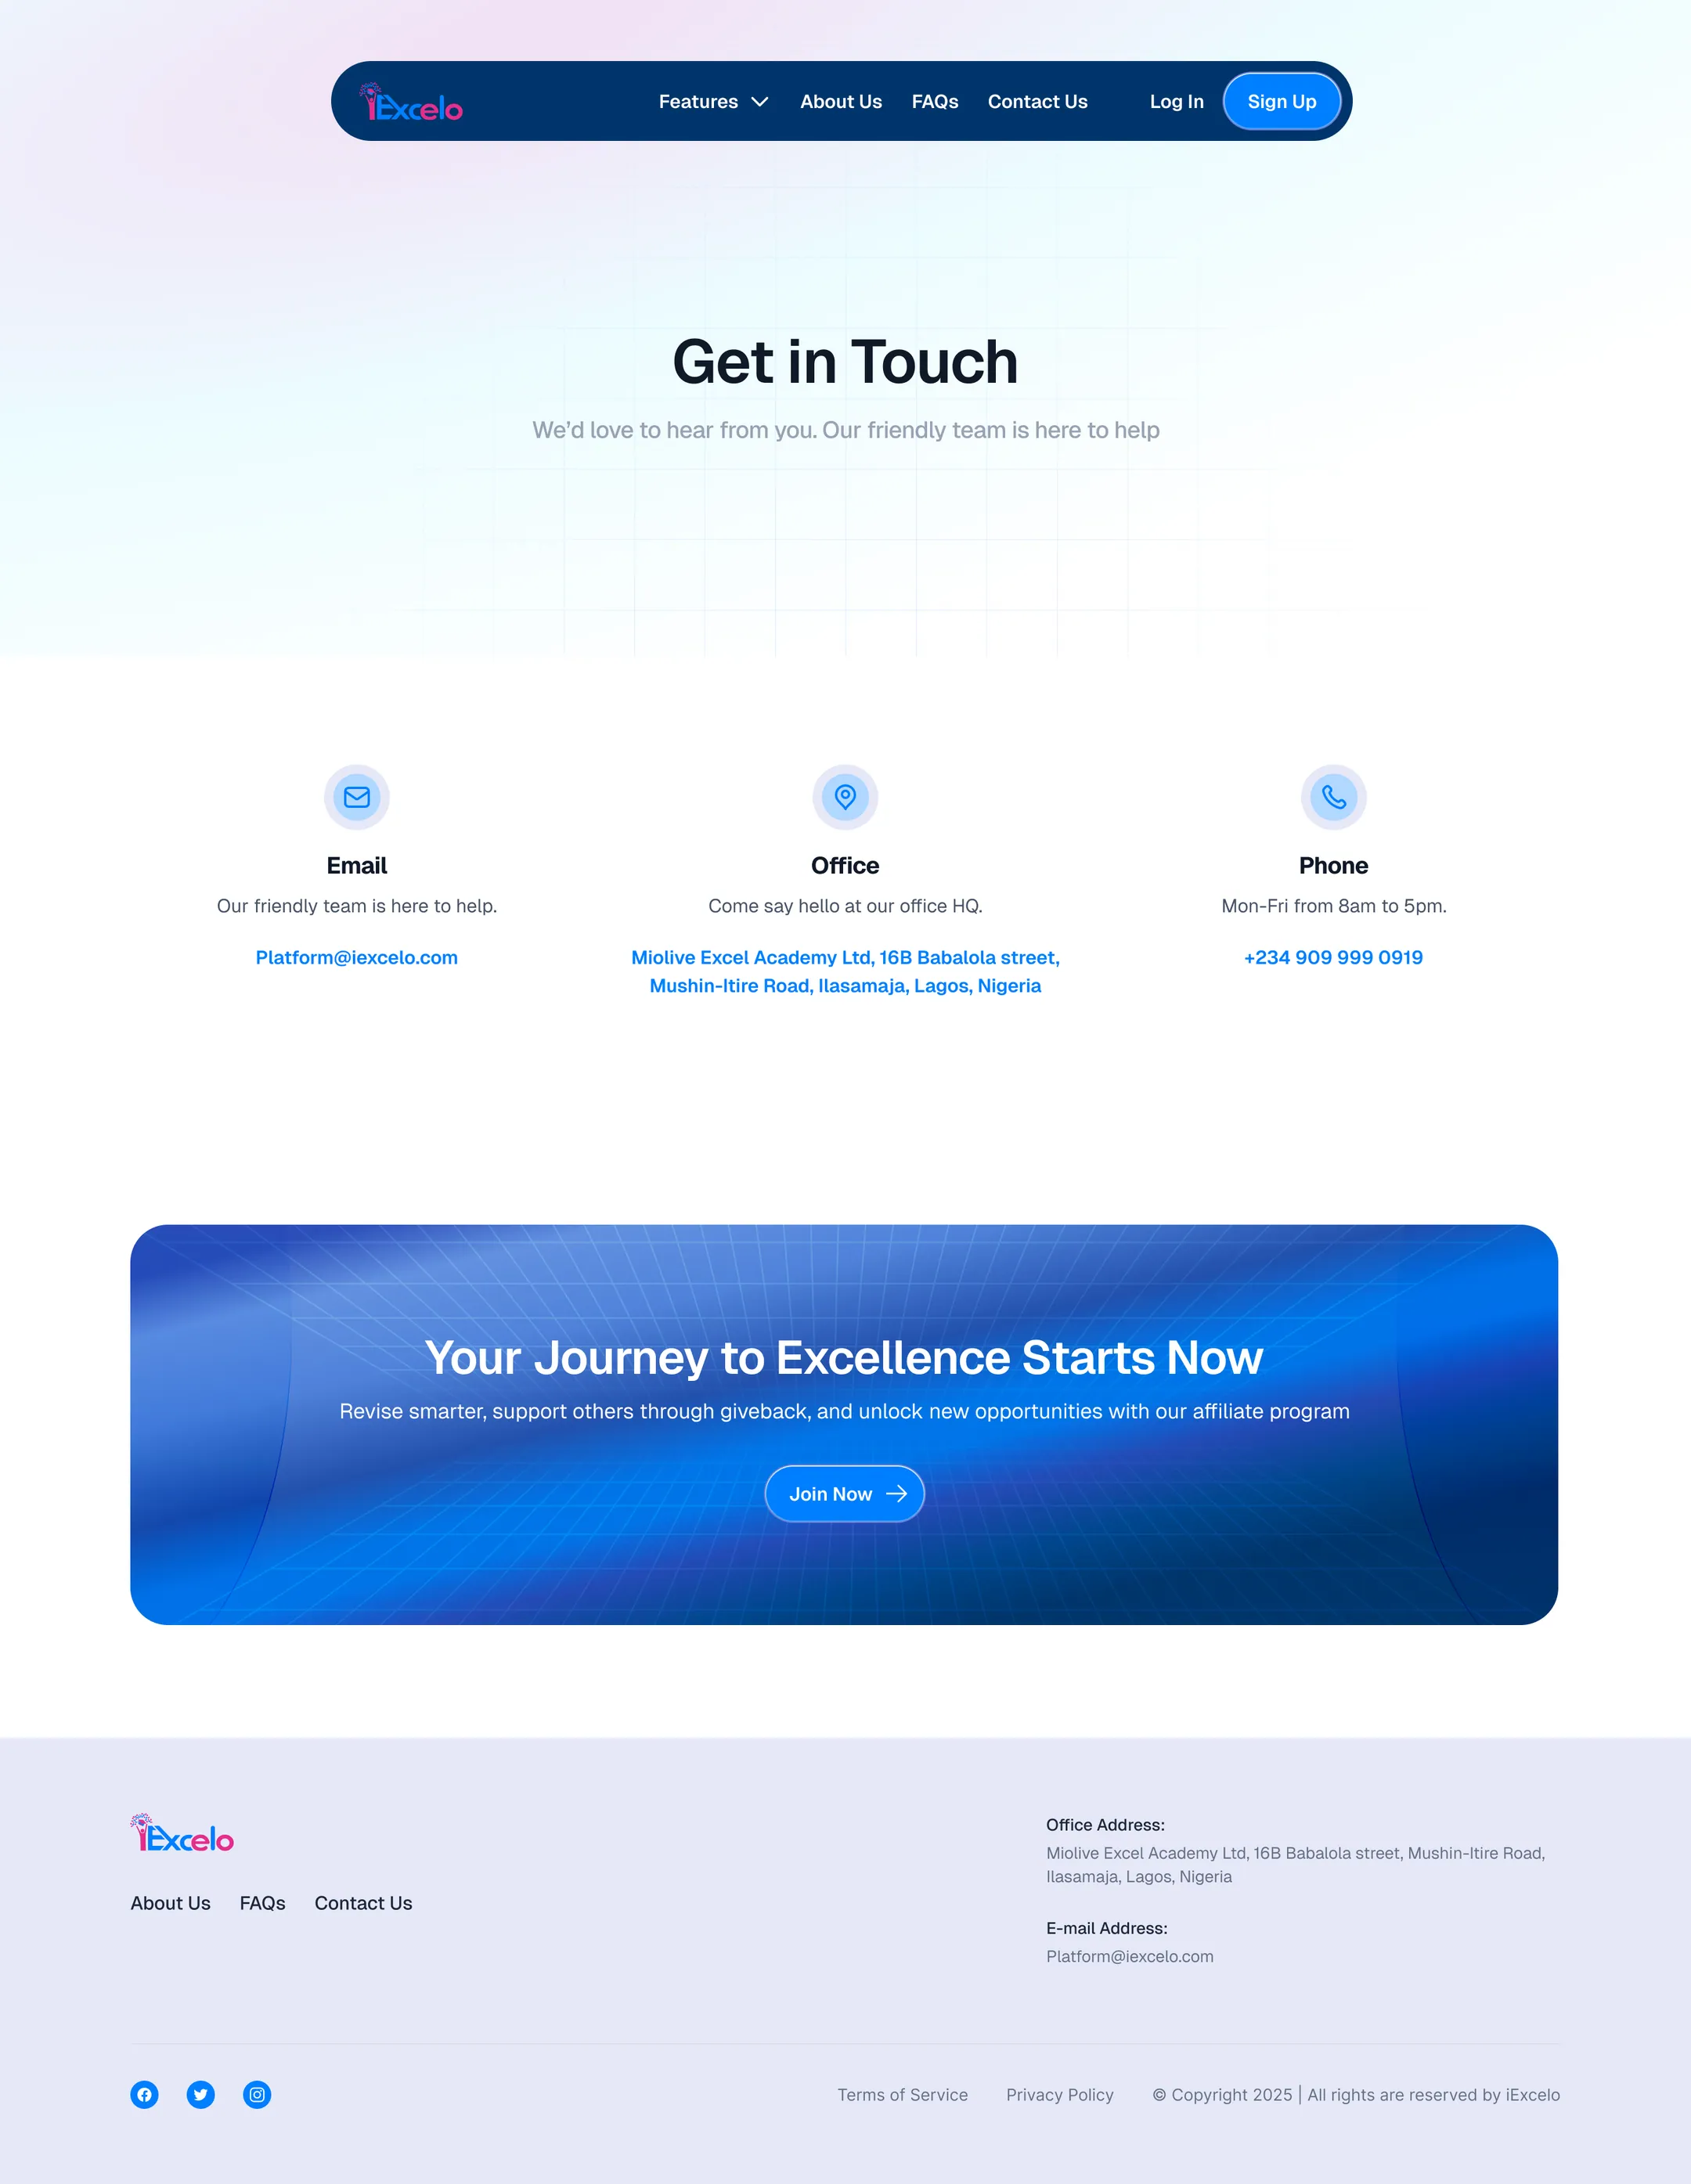 iExcelo
Features
About Us
FAQs
Contact Us
Log In
Sign Up
Get in Touch
We’d love to hear from you. Our friendly team is here to help
Email
Our friendly team is here to help.
Platform@iexcelo.com
Office
Come say hello at our office HQ.
Miolive Excel Academy Ltd, 16B Babalola street,
Mushin-Itire Road, Ilasamaja, Lagos, Nigeria
Phone
Mon-Fri from 8am to 5pm.
+234 909 999 0919
Your Journey to Excellence Starts Now
Revise smarter, support others through giveback, and unlock new opportunities with our affiliate program
Join Now
iExcelo
About Us
FAQs
Contact Us
Office Address:
Miolive Excel Academy Ltd, 16B Babalola street, Mushin-Itire Road,
Ilasamaja, Lagos, Nigeria
E-mail Address:
Platform@iexcelo.com
Terms of Service
Privacy Policy
© Copyright 2025 | All rights are reserved by iExcelo